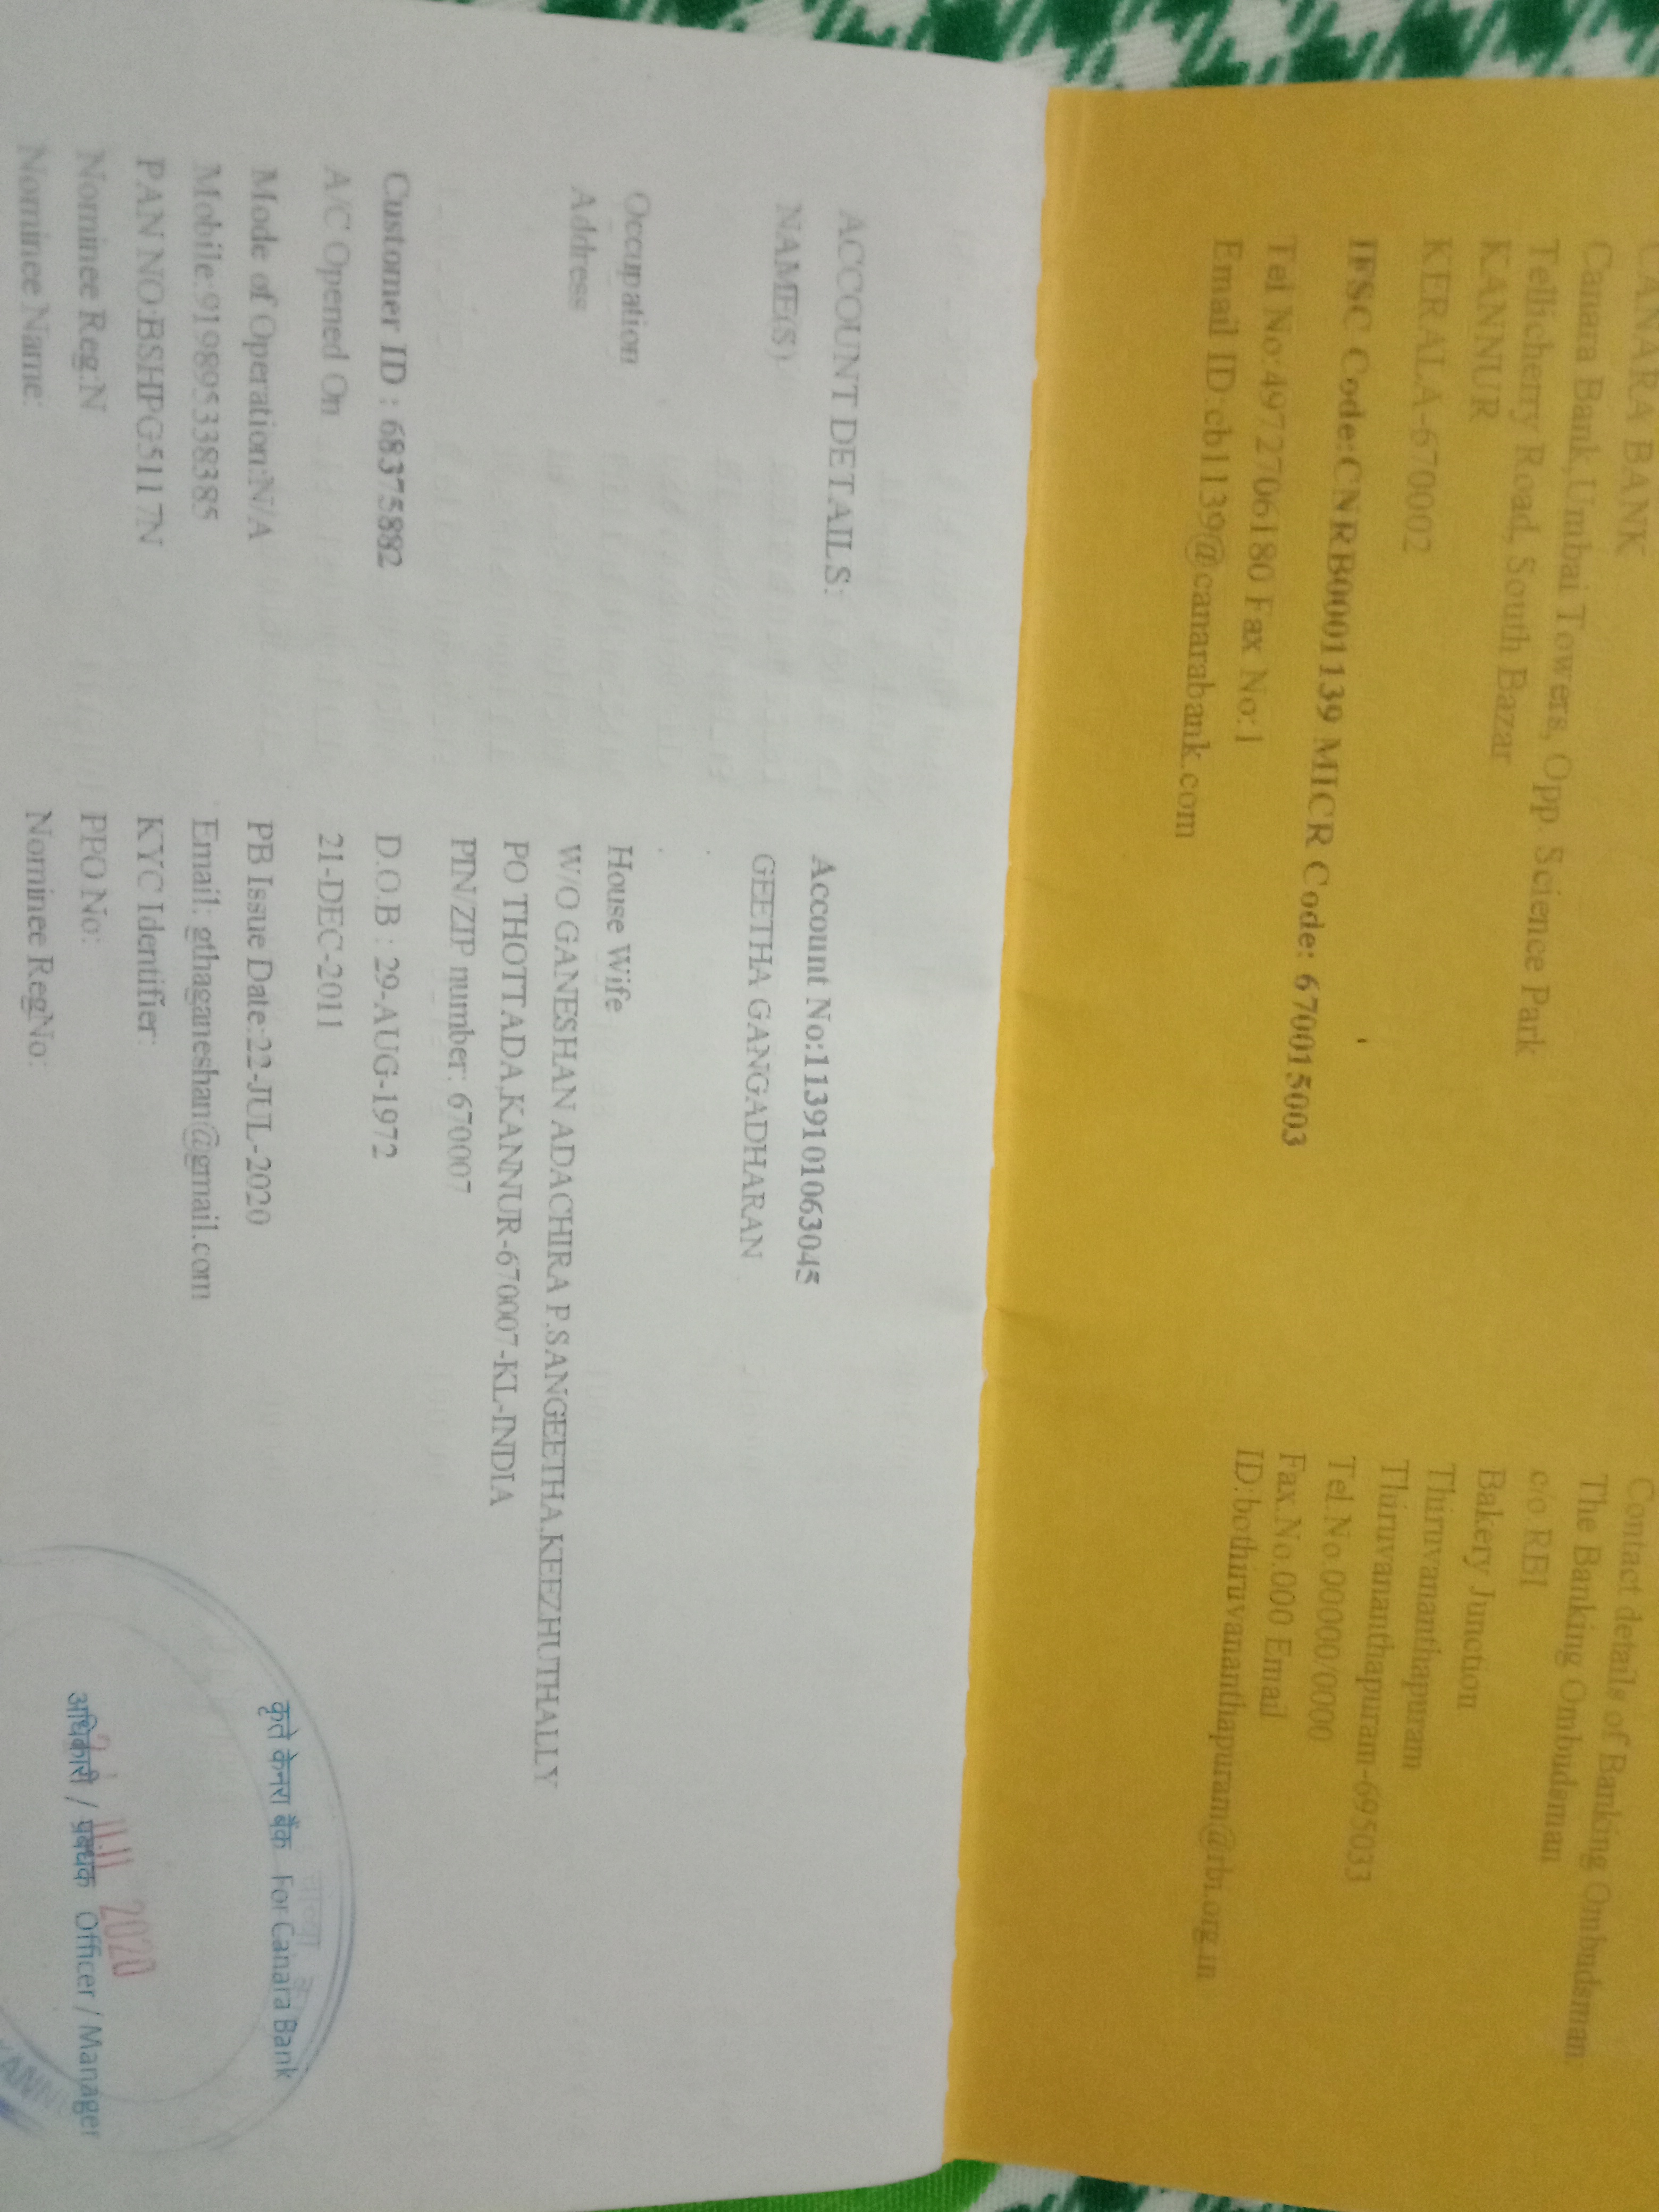 CANARA BANK
Canara Bank,Umbai Towers, Opp. Science Park
Tellicherry Road, South Bazar
KANNUR
KERALA-670002
IFSC Code:CNRB0001139 MICR Code: 670015003
Tel No:4972706180 Fax No:1
Email ID:cb1139@canarabank.com
Contact details of Banking Ombudsman
The Banking Ombudsman
c/o RBI
Bakery Junction
Thiruvananthapuram
Thiruvananthapuram-695033
Tel.No.00000/0000
Fax.No.000 Email
ID:bothiruvananthapuram@rbi.org.in
ACCOUNT DETAILS: Account No:1139101063045
NAME(S) GEETHA GANGADHARAN
Occupation House Wife
Address W/O GANESHAN ADACHIRA P.SANGEETHA.KEEZHUTHALLY
PO THOTTADA,KANNUR-670007-KL-INDIA
PIN/ZIP number: 670007
Customer ID : 68375882 D.O.B : 29-AUG-1972
A/C Opened On 21-DEC-2011
Mode of Operation:N/A PB Issue Date:22-JUL-2020
Mobile:919895338385 Email: gthaganeshan@gmail.com
PAN NO:BSHPG5117N KYC Identifier:
Nominee Reg.N PPO No:
Nominee Name: Nominee RegNo:
कृते केनरा बैंक For Canara Bank
2020
अधिकारी / प्रबंधक Officer / Manager